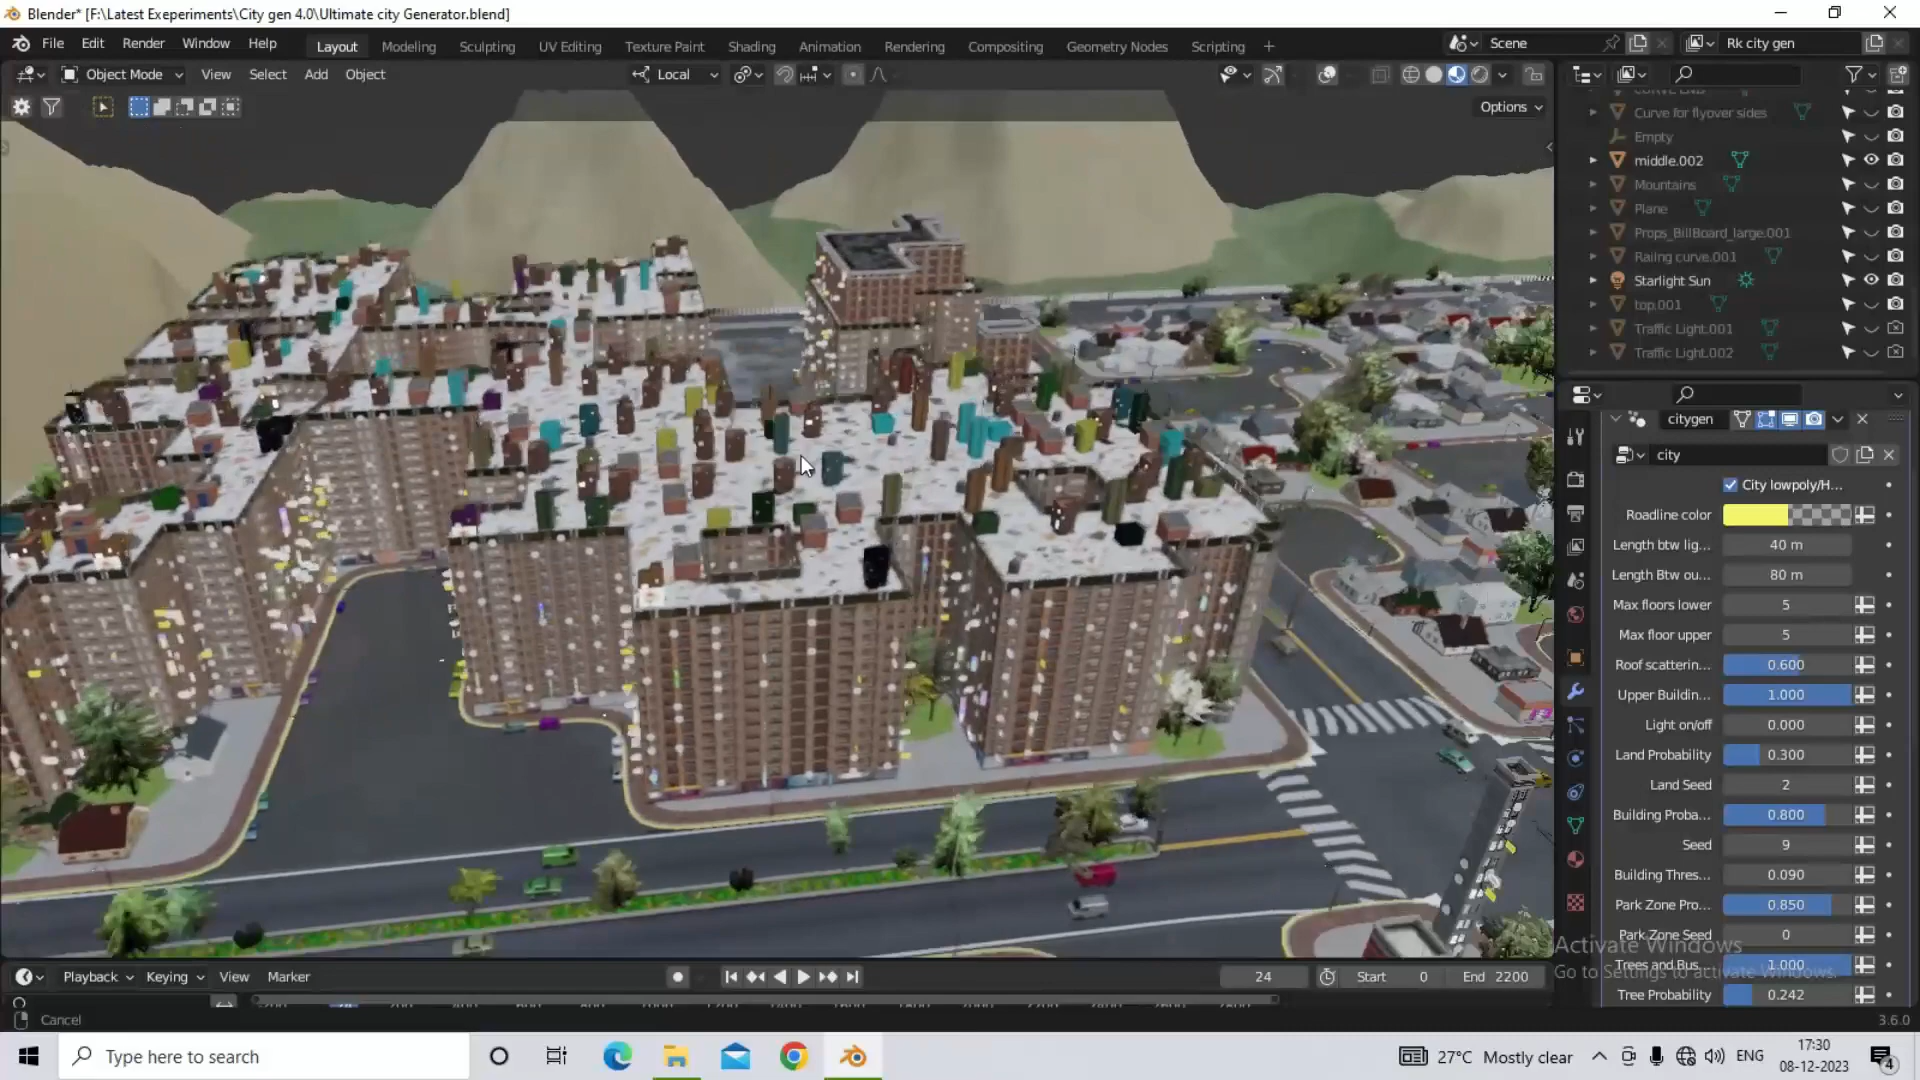 Blender* [F:\Latest Exeperiments\City gen 4.0\Ultimate city Generator.blend]
File Edit Render Window Help Layout Modeling Sculpting UV Editing Texture Paint Shading Animation Rendering Compositing Geometry Nodes Scripting + Scene Rk city gen
Object Mode View Select Add Object Local
Options
Curve for flyover sides
Empty
middle.002
Mountains
Plane
Props_BillBoard_large.001
Railng curve.001
Starlight Sun
top.001
Traffic Light.001
Traffic Light.002
citygen
city
City lowpoly/H...
Roadline color
Length btw lig... 40 m
Length Btw ou... 80 m
Max floors lower 5
Max floor upper 5
Roof scatterin... 0.600
Upper Buildin... 1.000
Light on/off 0.000
Land Probability 0.300
Land Seed 2
Building Proba... 0.800
Seed 9
Building Thres... 0.090
Park Zone Pro... 0.850
Park Zone Seed 0
Activate Windows
Trees and Bus... 1.000
Go to Settings to activate Windows.
Tree Probability 0.242
Playback Keying View Marker 24 Start 0 End 2200
Cancel 3.6.0
Type here to search
27°C Mostly clear ENG 17:30
08-12-2023
4